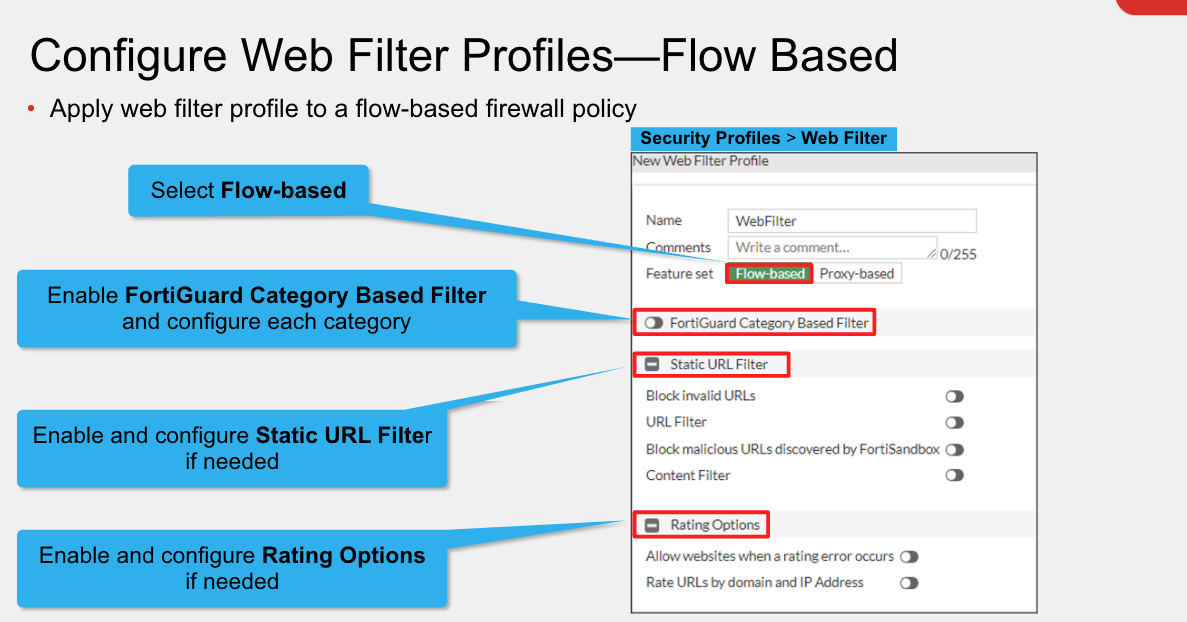 Configure Web Filter Profiles—Flow Based
• Apply web filter profile to a flow-based firewall policy
Security Profiles > Web Filter
New Web Filter Profile
Select Flow-based
Name WebFilter
Comments Write a comment... 0/255
Feature set Flow-based Proxy-based
Enable FortiGuard Category Based Filter
and configure each category
FortiGuard Category Based Filter
Static URL Filter
Block invalid URLs
URL Filter
Block malicious URLs discovered by FortiSandbox
Content Filter
Enable and configure Static URL Filter
if needed
Rating Options
Allow websites when a rating error occurs
Rate URLs by domain and IP Address
Enable and configure Rating Options
if needed